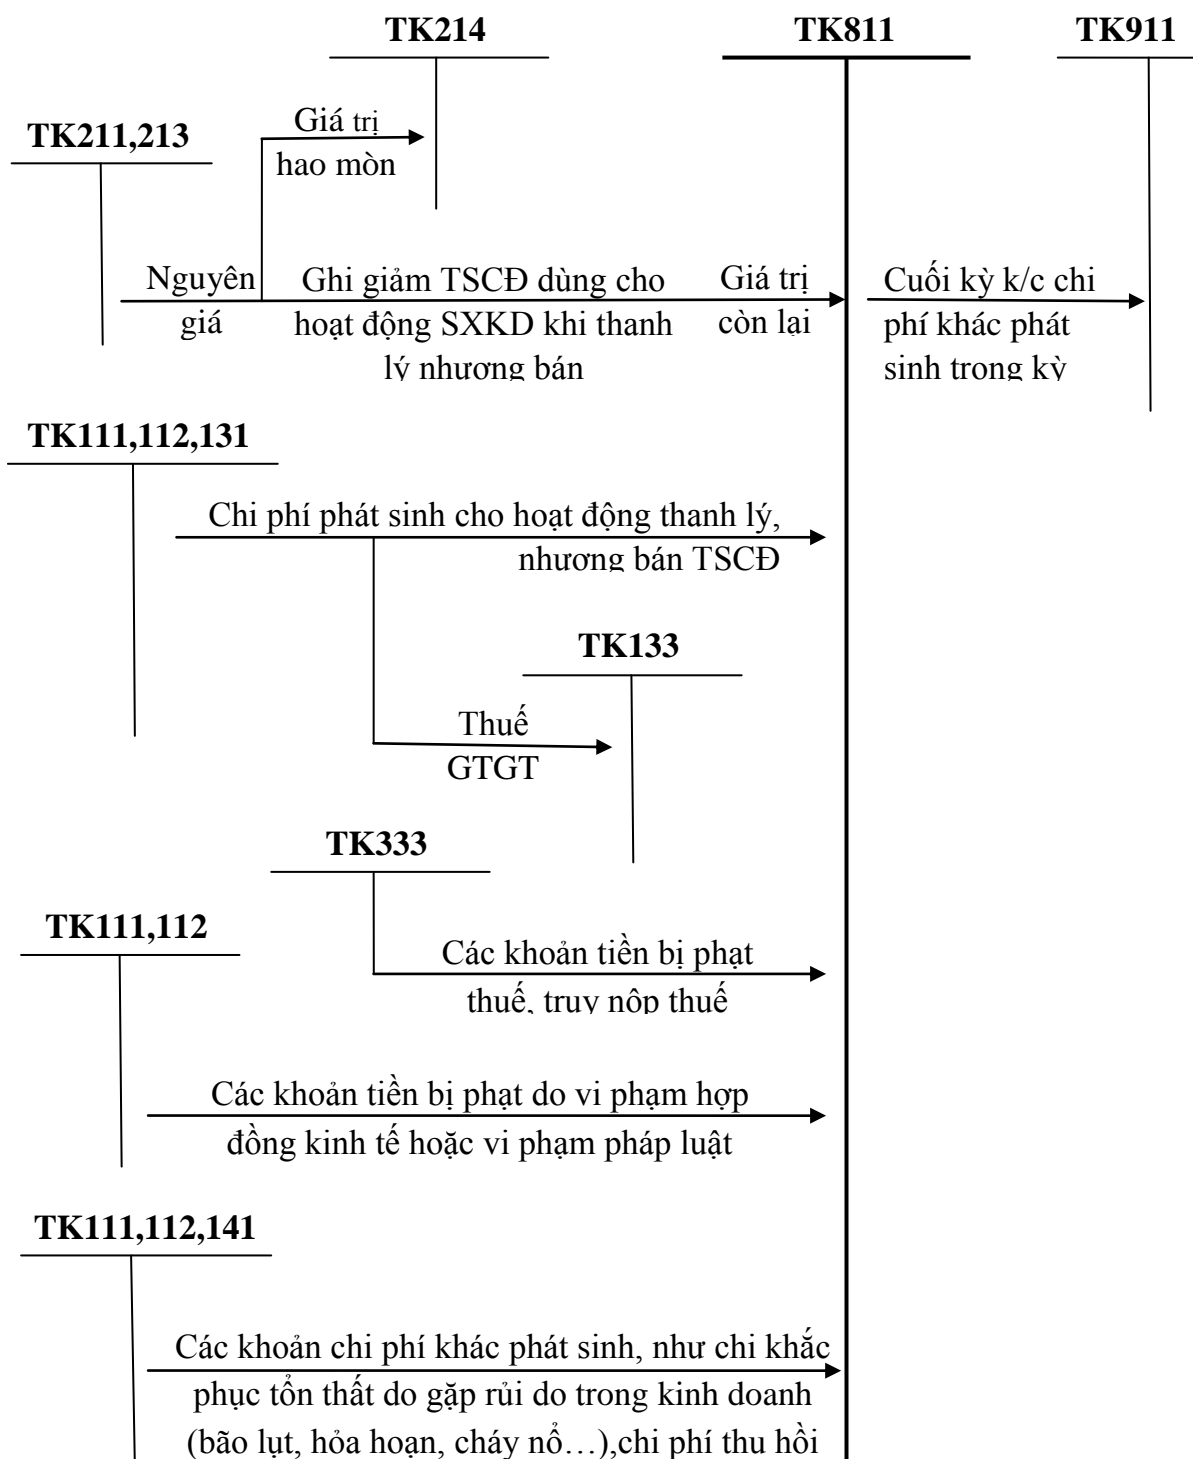 TK214
TK811
TK911
TK211,213
Giá trị
hao mòn
Nguyên
giá
Ghi giảm TSCĐ dùng cho
hoạt động SXKD khi thanh
lý nhượng bán
Giá trị
còn lại
Cuối kỳ k/c chi
phí khác phát
sinh trong kỳ
TK111,112,131
Chi phí phát sinh cho hoạt động thanh lý,
nhượng bán TSCĐ
TK133
Thuế
GTGT
TK333
TK111,112
Các khoản tiền bị phạt
thuế, truy nộp thuế
Các khoản tiền bị phạt do vi phạm hợp
đồng kinh tế hoặc vi phạm pháp luật
TK111,112,141
Các khoản chi phí khác phát sinh, như chi khắc
phục tổn thất do gặp rủi do trong kinh doanh
(bão lụt, hỏa hoạn, cháy nổ…),chi phí thu hồi